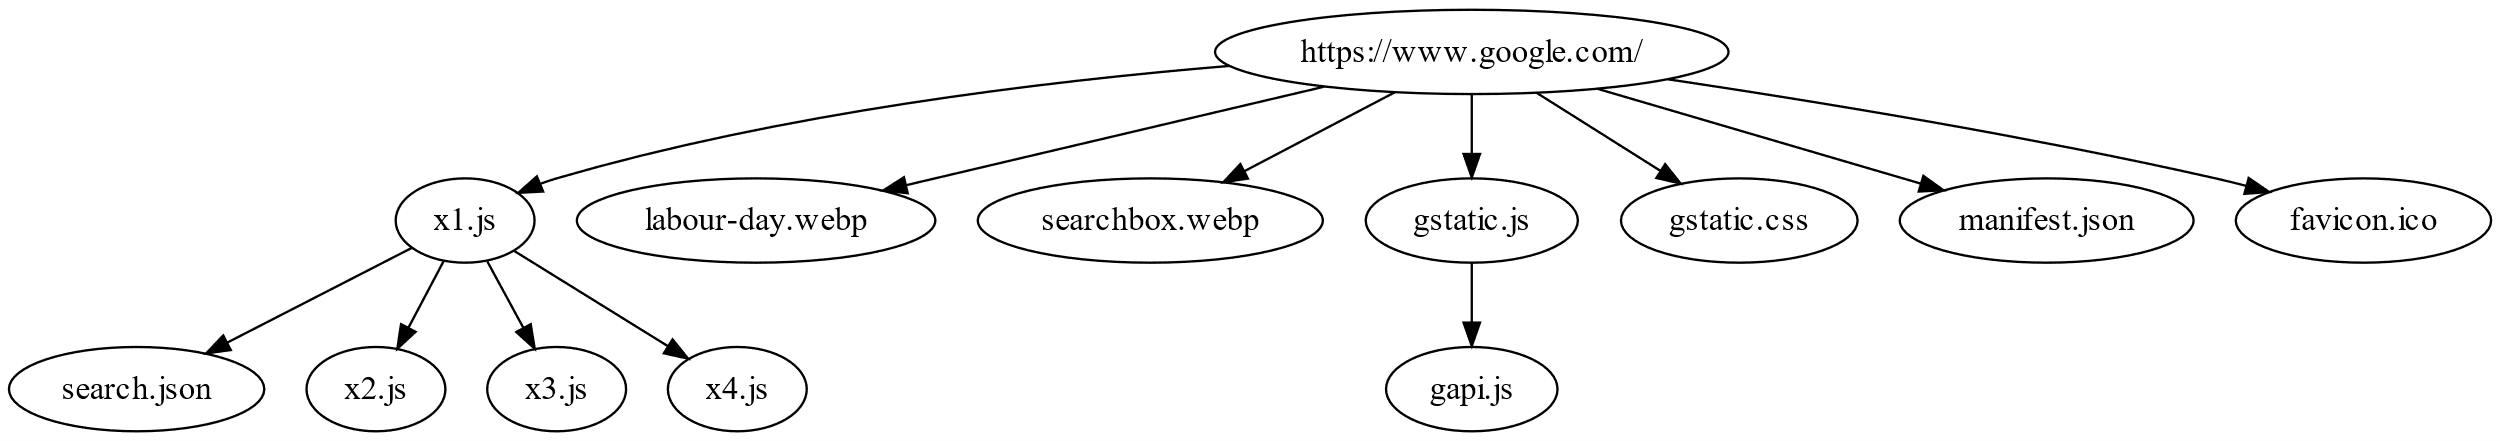 https://www.google.com/
x1.js
labour-day.webp
searchbox.webp
gstatic.js
gstatic.css
manifest.json
favicon.ico
search.json
x2.js
x3.js
x4.js
gapi.js